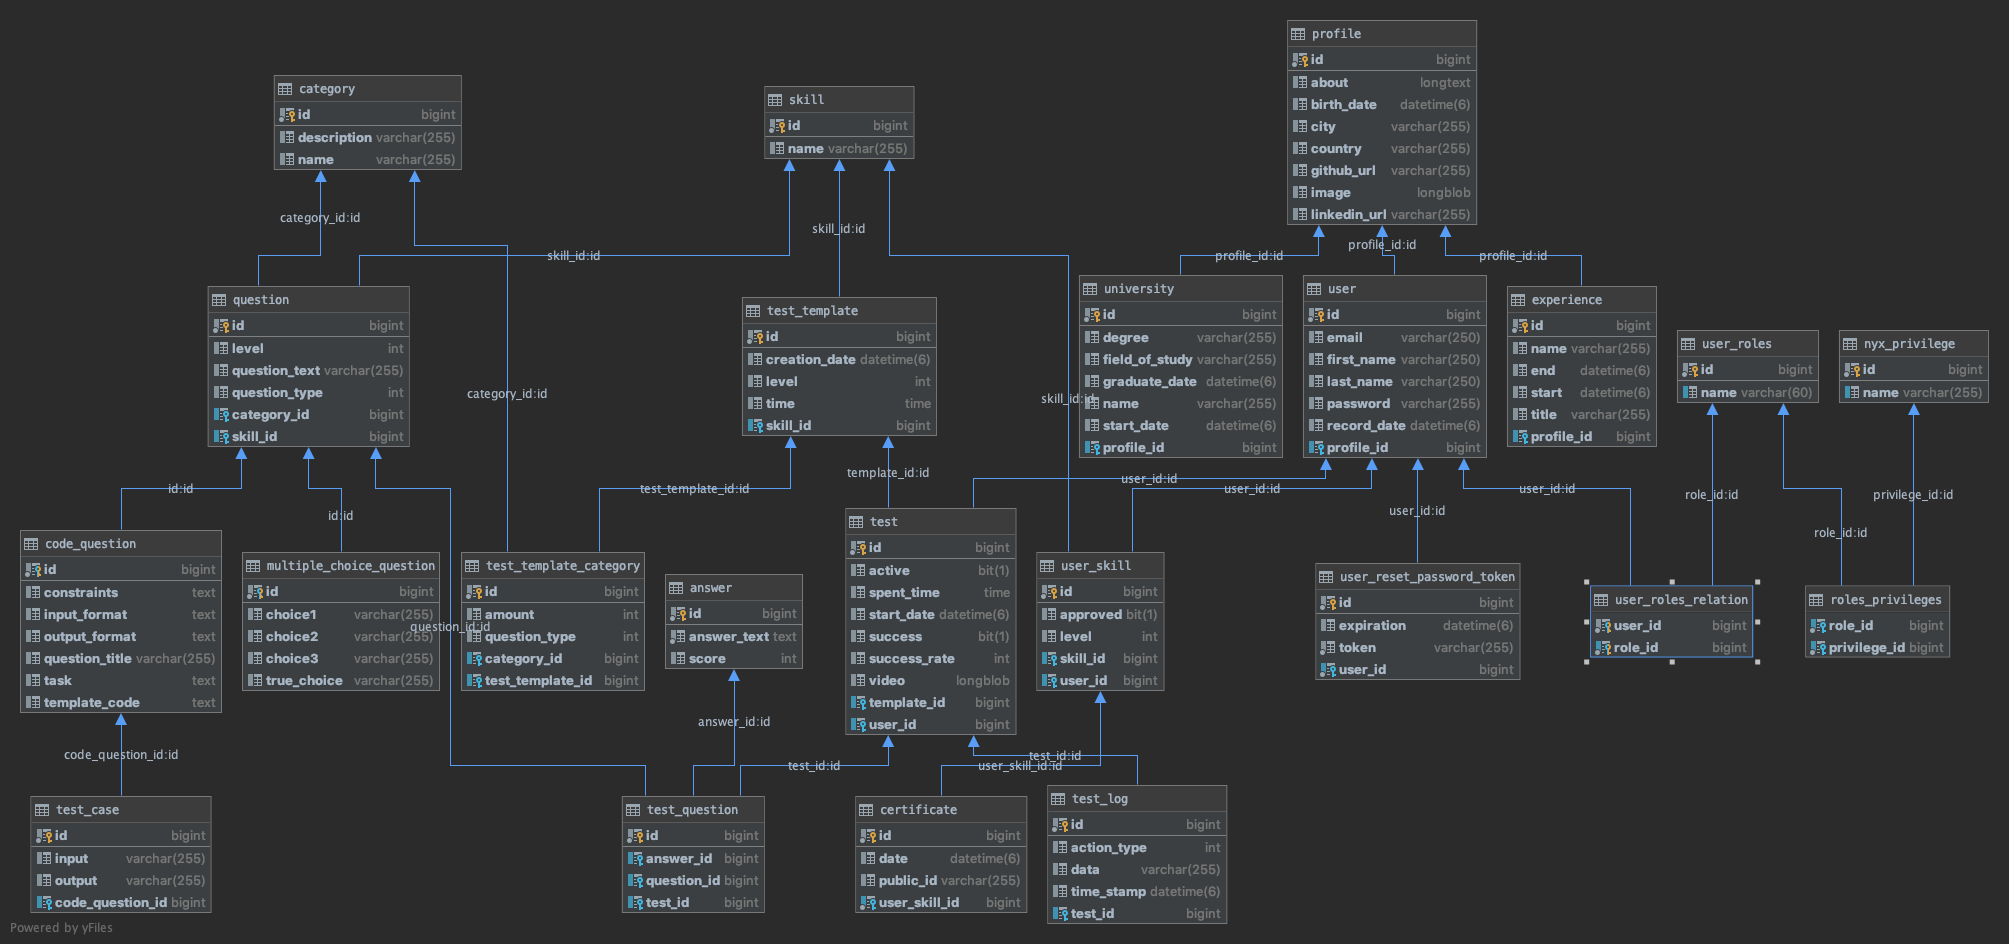 profile
id bigint
about longtext
birth_date datetime(6)
city varchar(255)
country varchar(255)
github_url varchar(255)
image longblob
linkedin_url varchar(255)
category
id bigint
description varchar(255)
name varchar(255)
skill
id bigint
name varchar(255)
category_id:id
skill_id:id
skill_id:id
skill_id:id
profile_id:id
profile_id:id
profile_id:id
question
id bigint
level int
question_text varchar(255)
question_type int
category_id bigint
skill_id bigint
category_id:id
test_template
id bigint
creation_date datetime(6)
level int
time time
skill_id bigint
university
id bigint
degree varchar(255)
field_of_study varchar(255)
graduate_date datetime(6)
name varchar(255)
start_date datetime(6)
profile_id bigint
user
id bigint
email varchar(250)
first_name varchar(250)
last_name varchar(250)
password varchar(255)
record_date datetime(6)
profile_id bigint
experience
id bigint
name varchar(255)
end datetime(6)
start datetime(6)
title varchar(255)
profile_id bigint
user_roles
id bigint
name varchar(60)
nyx_privilege
id bigint
name varchar(255)
id:id
id:id
test_template_id:id
template_id:id
user_id:id
user_id:id
user_id:id
user_id:id
role_id:id
privilege_id:id
role_id:id
code_question
id bigint
constraints text
input_format text
output_format text
question_title varchar(255)
task text
template_code text
multiple_choice_question
id bigint
choice1 varchar(255)
choice2 varchar(255)
choice3 varchar(255)
true_choice varchar(255)
question_id:id
test_template_category
id bigint
amount int
question_type int
category_id bigint
test_template_id bigint
answer
id bigint
answer_text text
score int
test
id bigint
active bit(1)
spent_time time
start_date datetime(6)
success bit(1)
success_rate int
video longblob
template_id bigint
user_id bigint
user_skill
id bigint
approved bit(1)
level int
skill_id bigint
user_id bigint
user_reset_password_token
id bigint
expiration datetime(6)
token varchar(255)
user_id bigint
user_roles_relation
user_id bigint
role_id bigint
roles_privileges
role_id bigint
privilege_id bigint
code_question_id:id
answer_id:id
test_id:id
user_skill_id:id
test_id:id
test_case
id bigint
input varchar(255)
output varchar(255)
code_question_id bigint
test_question
id bigint
answer_id bigint
question_id bigint
test_id bigint
certificate
id bigint
date datetime(6)
public_id varchar(255)
user_skill_id bigint
test_log
id bigint
action_type int
data varchar(255)
time_stamp datetime(6)
test_id bigint
Powered by yFiles